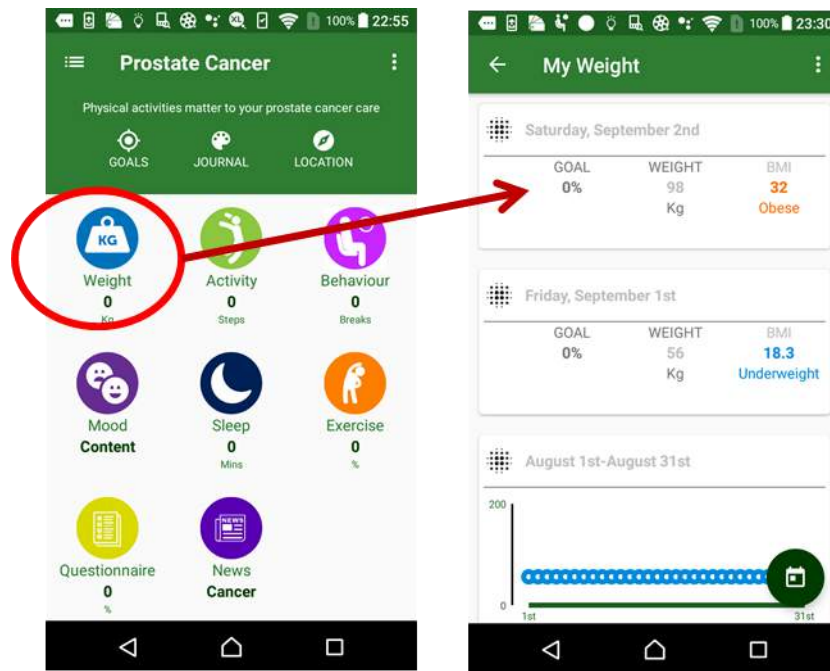 100% 22:55
Prostate Cancer
Physical activities matter to your prostate cancer care
GOALS JOURNAL LOCATION
KG
Weight Activity Behaviour
0 0 0
Kg Steps Breaks
Mood Sleep Exercise
Content 0 0
Mins %
NEWS
Questionnaire News
0 Cancer
%
100% 23:30
My Weight
Saturday, September 2nd
GOAL WEIGHT BMI
0% 98 32
Kg Obese
Friday, September 1st
GOAL WEIGHT BMI
0% 56 18.3
Kg Underweight
August 1st-August 31st
200
0
1st 31st